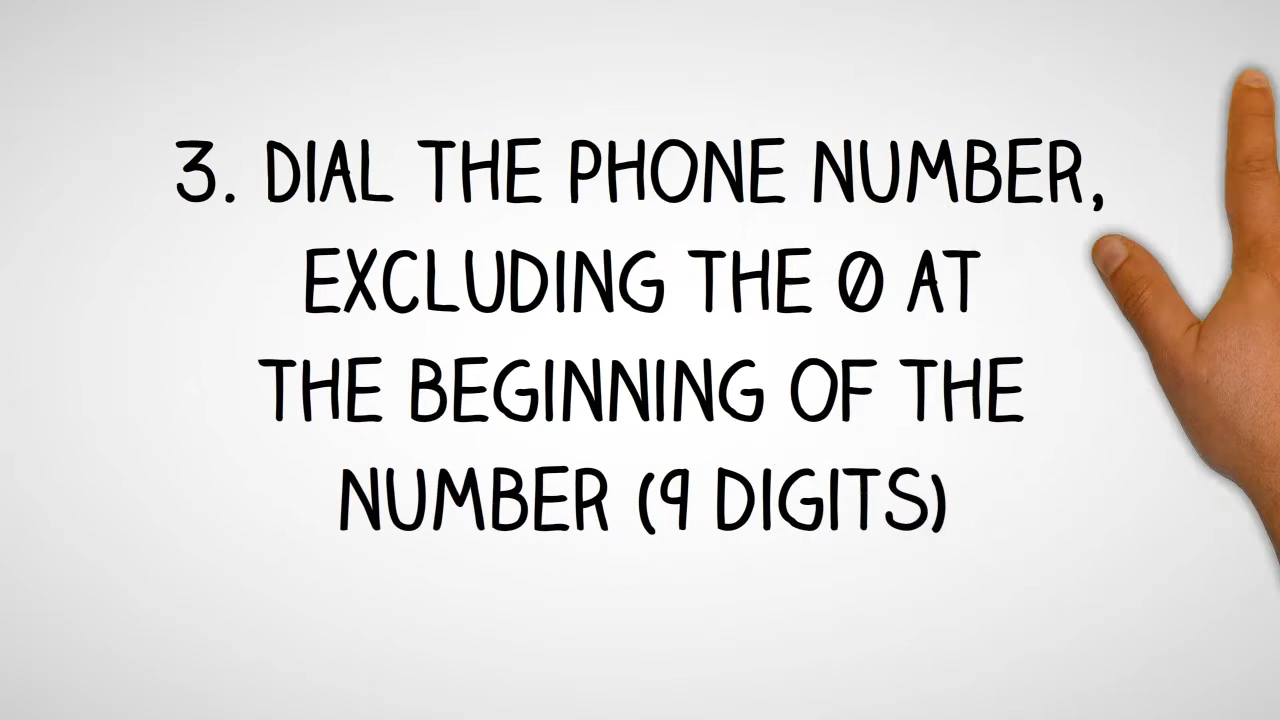 3. DIAL THE PHONE NUMBER,
EXCLUDING THE 0 AT
THE BEGINNING OF THE
NUMBER (9 DIGITS)